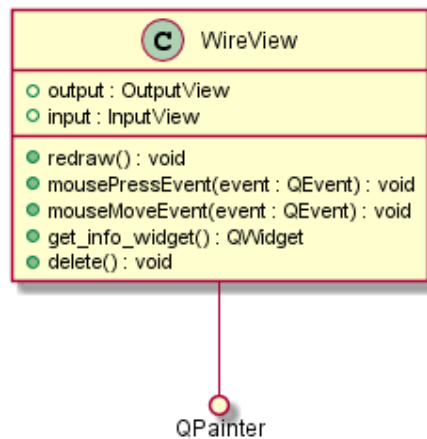 C WireView
output : OutputView
input : InputView
redraw() : void
mousePressEvent(event : QEvent) : void
mouseMoveEvent(event : QEvent) : void
get_info_widget() : QWidget
delete() : void
QPainter